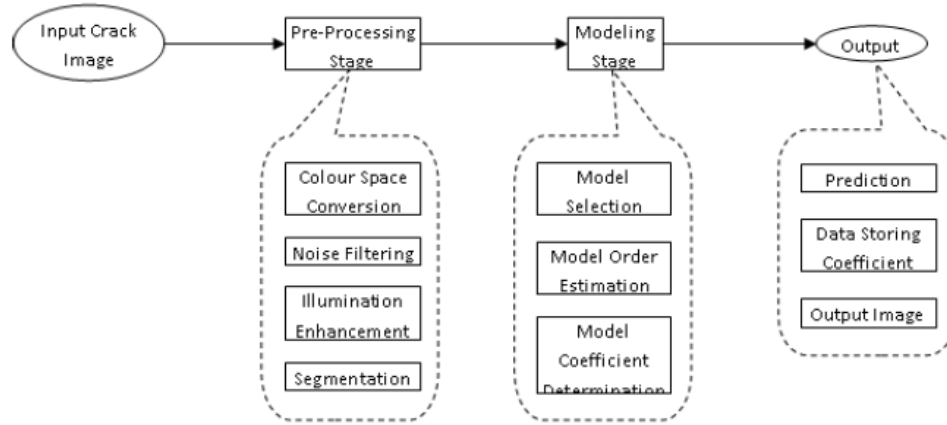 Input Crack
Image
Pre-Processing
Stage
Modeling
Stage
Output
Colour Space
Conversion
Noise Filtering
Illumination
Enhancement
Segmentation
Model
Selection
Model Order
Estimation
Model
Coefficient
Determination
Prediction
Data Storing
Coefficient
Output Image